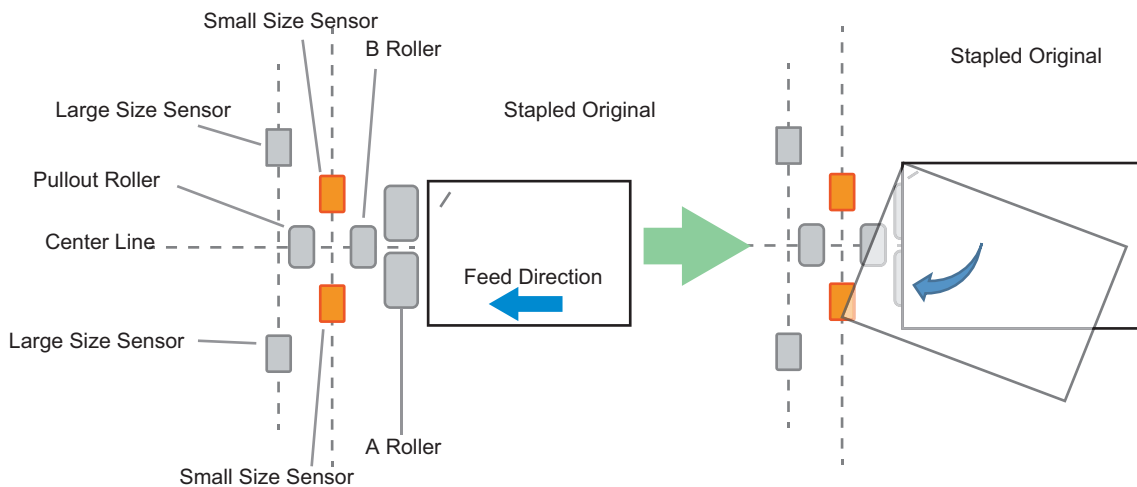 Small Size Sensor
B Roller
Stapled Original
Stapled Original
Large Size Sensor
Pullout Roller
Center Line
Feed Direction
Large Size Sensor
A Roller
Small Size Sensor